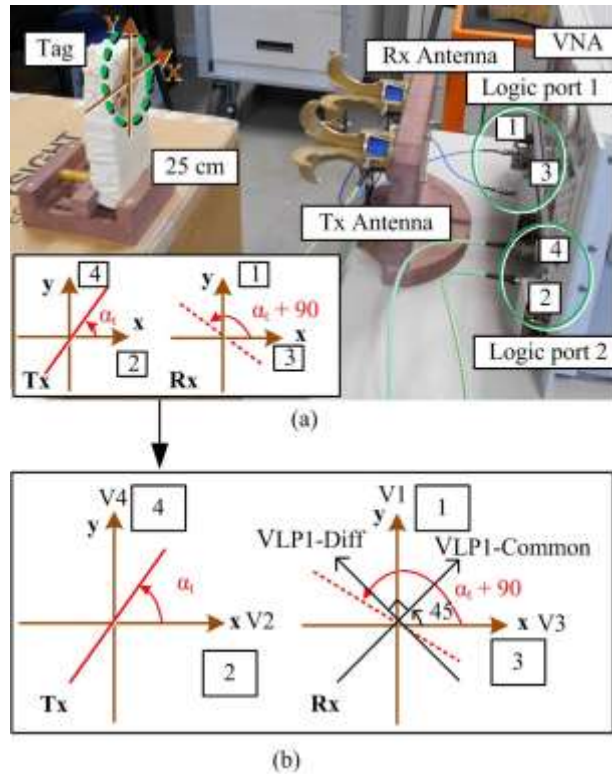 Tag
Y
X
Rx Antenna
VNA
Logic port 1
1
3
25 cm
Tx Antenna
4
2
Logic port 2
4
y
αt
x
2
Tx
1
y
αt + 90
x
3
Rx
(a)
V4
4
y
αt
x V2
2
Tx
V1
1
y
VLP1-Diff
VLP1-Common
αt + 90
45
x V3
3
Rx
(b)